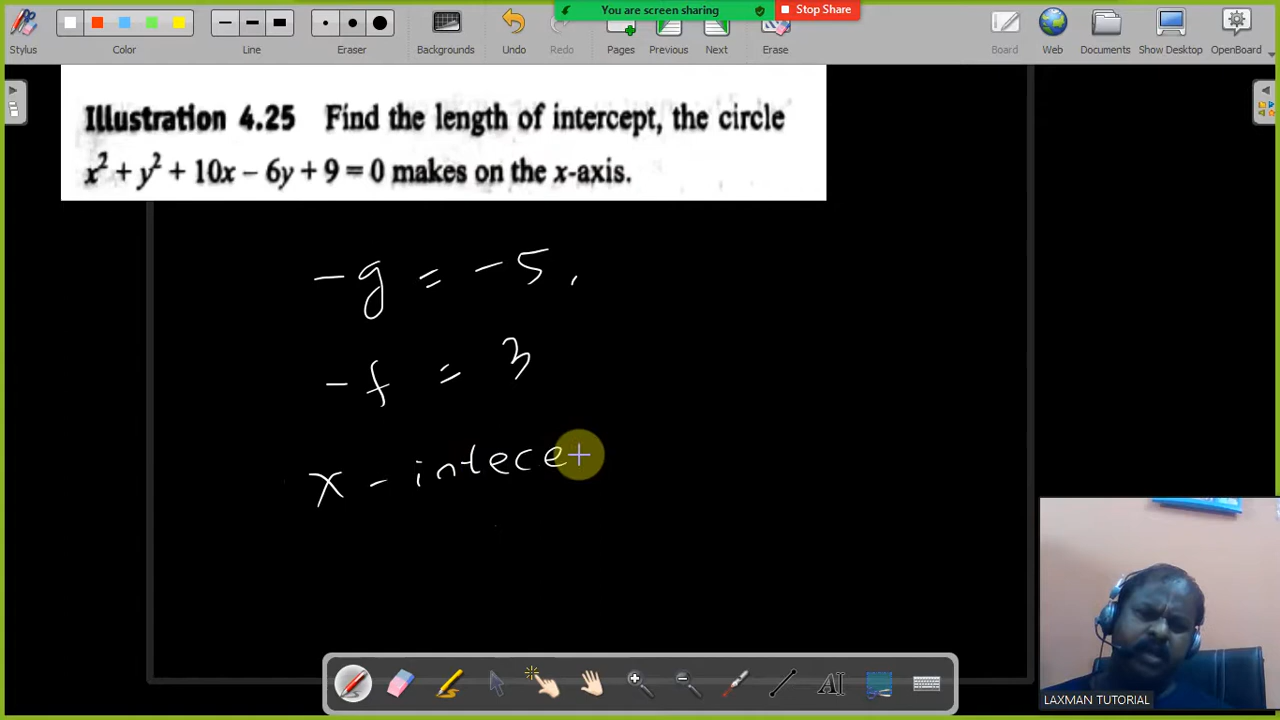 You are screen sharing
Stop Share
Stylus
Color
Line
Eraser
Backgrounds
Undo
Redo
Pages
Previous
Next
Erase
Board
Web
Documents
Show Desktop
OpenBoard
Illustration 4.25 Find the length of intercept, the circle
x² + y² + 10x – 6y + 9 = 0 makes on the x-axis.
-g = -5,
-f = 3
x - intece
LAXMAN TUTORIAL